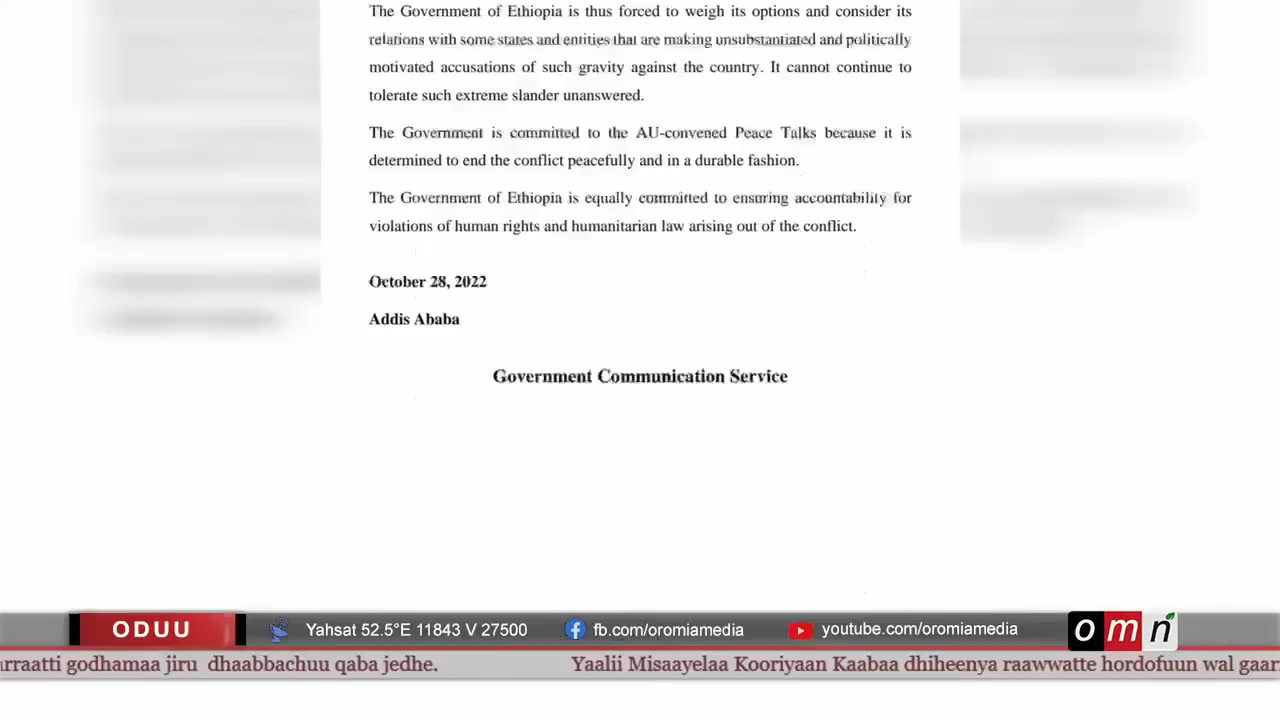 The Government of Ethiopia is thus forced to weigh its options and consider its
relations with some states and entities that are making unsubstantiated and politically
motivated accusations of such gravity against the country. It cannot continue to
tolerate such extreme slander unanswered.
The Government is committed to the AU-convened Peace Talks because it is
determined to end the conflict peacefully and in a durable fashion.
The Government of Ethiopia is equally committed to ensuring accountability for
violations of human rights and humanitarian law arising out of the conflict.
October 28, 2022
Addis Ababa
Government Communication Service
ODUU
Yahsat 52.5°E 11843 V 27500
fb.com/oromiamedia
youtube.com/oromiamedia
omn
arraatti godhamaa jiru dhaabbachuu qaba jedhe.
Yaalii Misaayelaa Kooriyaan Kaabaa dhiheenya raawwatte hordofuun wal gaar